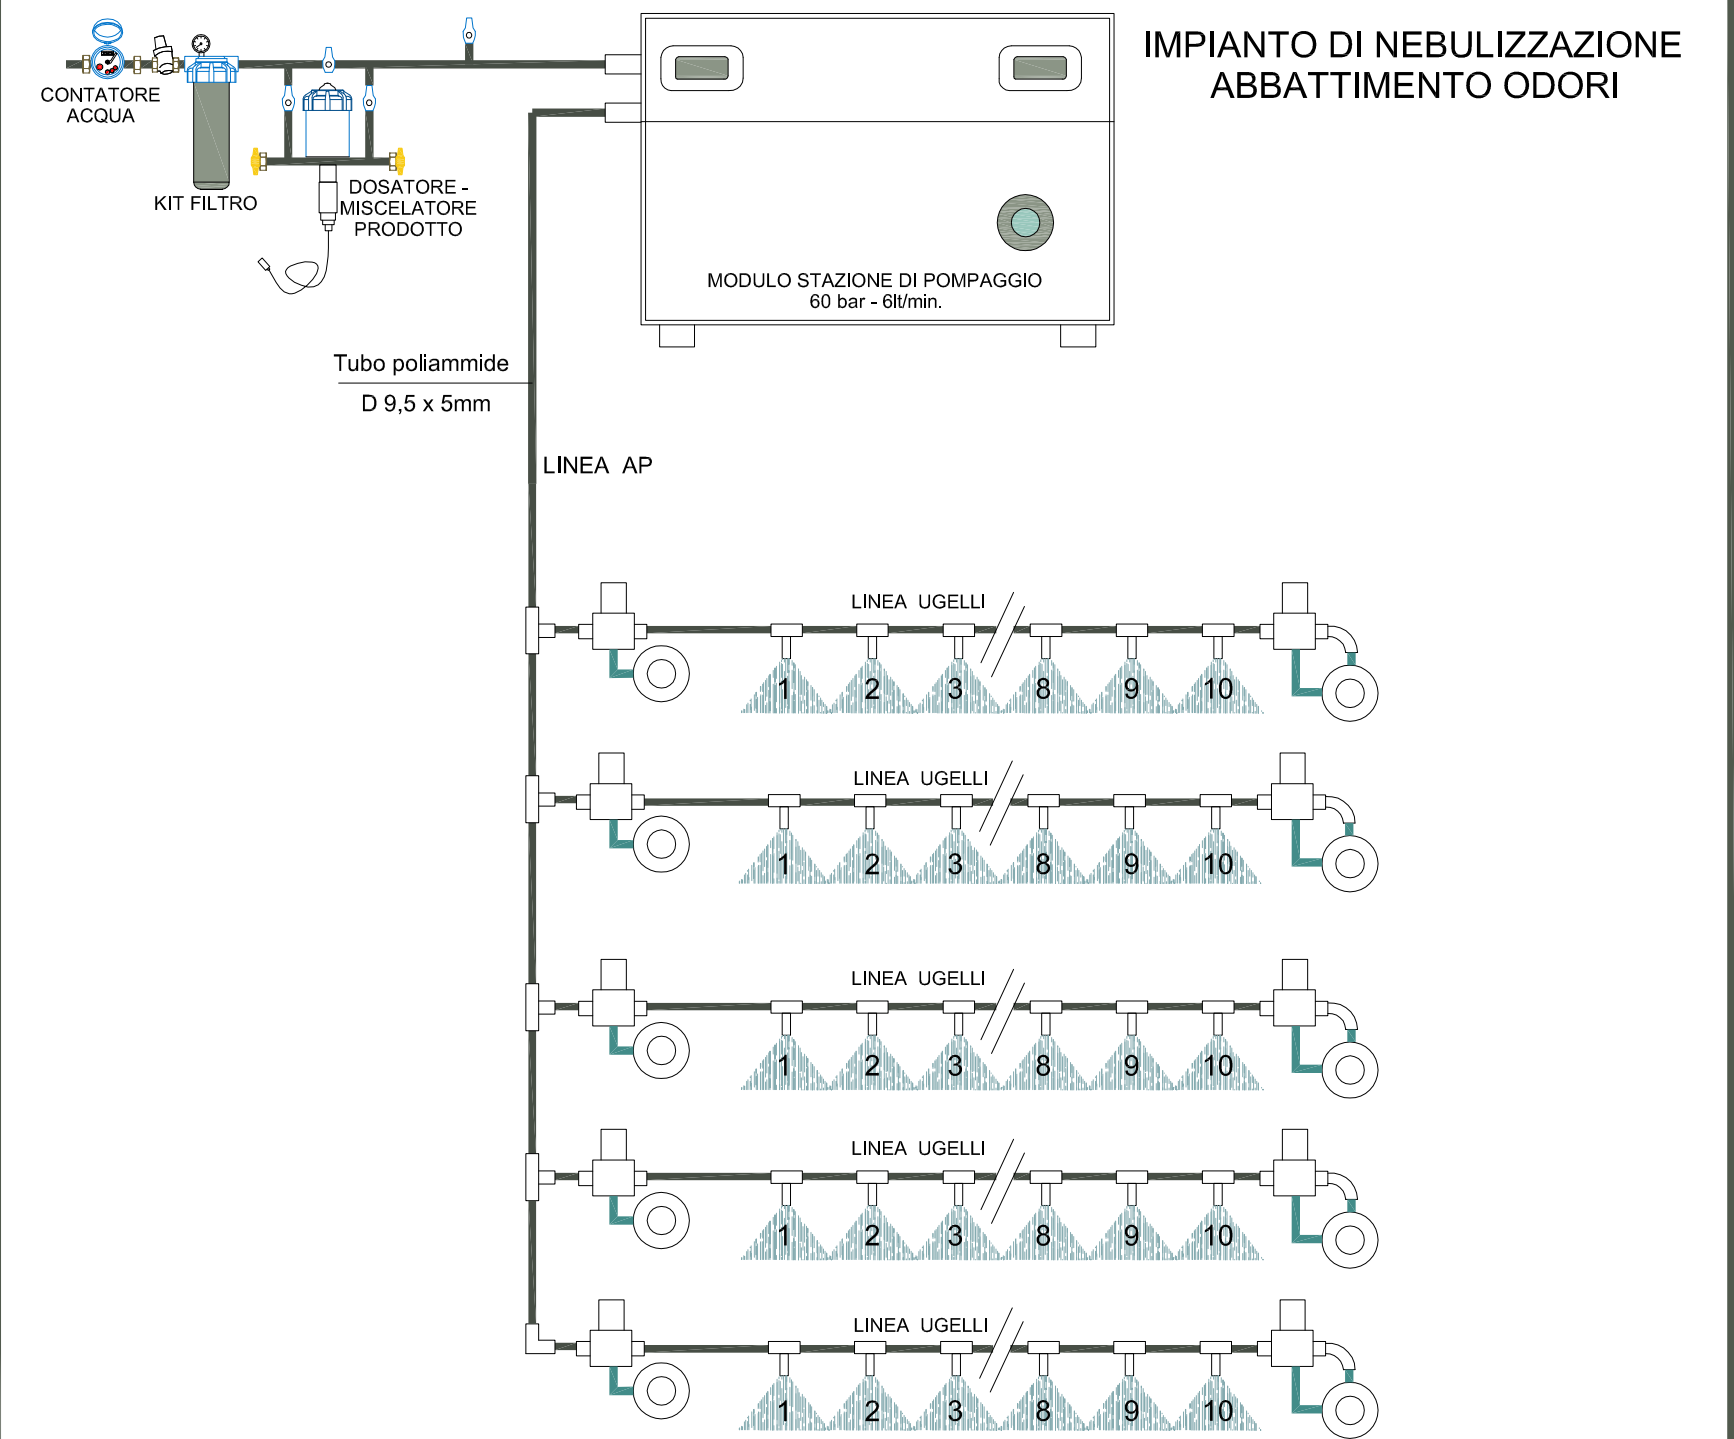 IMPIANTO DI NEBULIZZAZIONE
ABBATTIMENTO ODORI
CONTATORE
ACQUA
KIT FILTRO
DOSATORE -
MISCELATORE
PRODOTTO
MODULO STAZIONE DI POMPAGGIO
60 bar - 6lt/min.
Tubo poliammide
D 9,5 x 5mm
LINEA AP
LINEA UGELLI
1 2 3 8 9 10
LINEA UGELLI
1 2 3 8 9 10
LINEA UGELLI
1 2 3 8 9 10
LINEA UGELLI
1 2 3 8 9 10
LINEA UGELLI
1 2 3 8 9 10